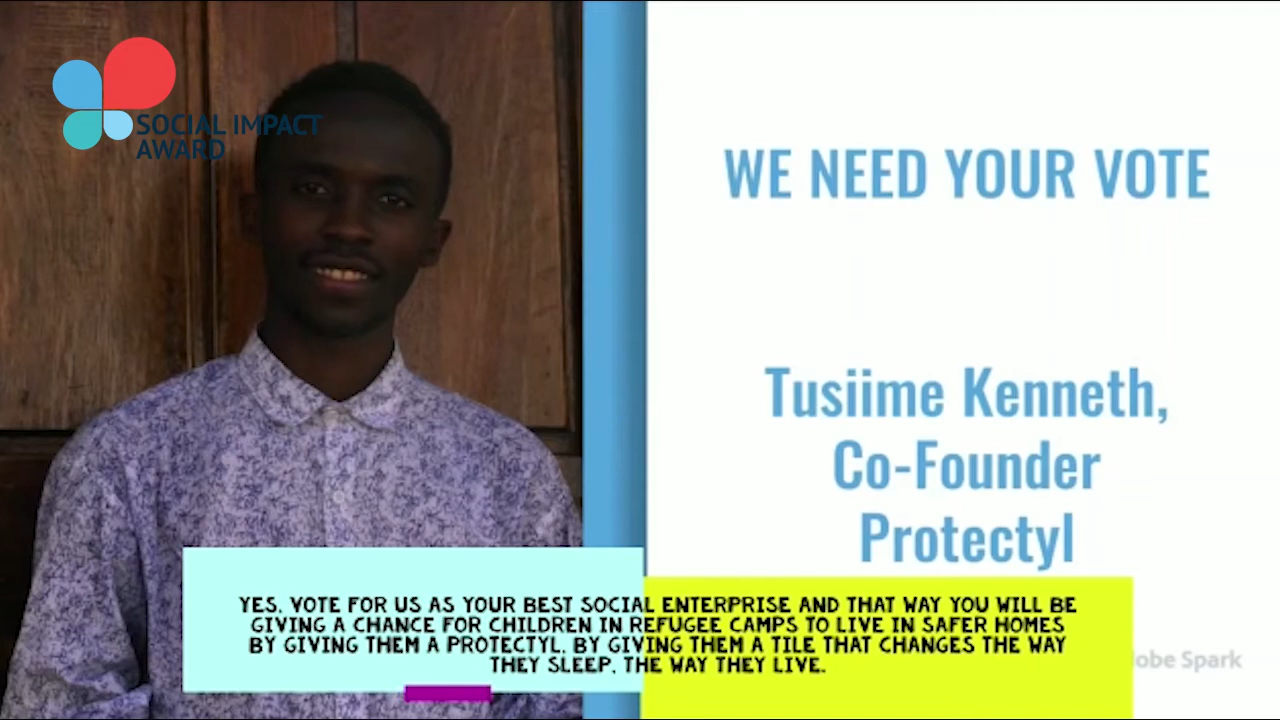 SOCIAL IMPACT
AWARD
WE NEED YOUR VOTE
Tusiime Kenneth,
Co-Founder
Protectyl
YES, VOTE FOR US AS YOUR BEST SOCIAL ENTERPRISE AND THAT WAY YOU WILL BE
GIVING A CHANCE FOR CHILDREN IN REFUGEE CAMPS TO LIVE IN SAFER HOMES
BY GIVING THEM A PROTECTYL. BY GIVING THEM A TILE THAT CHANGES THE WAY
THEY SLEEP, THE WAY THEY LIVE.
Spark